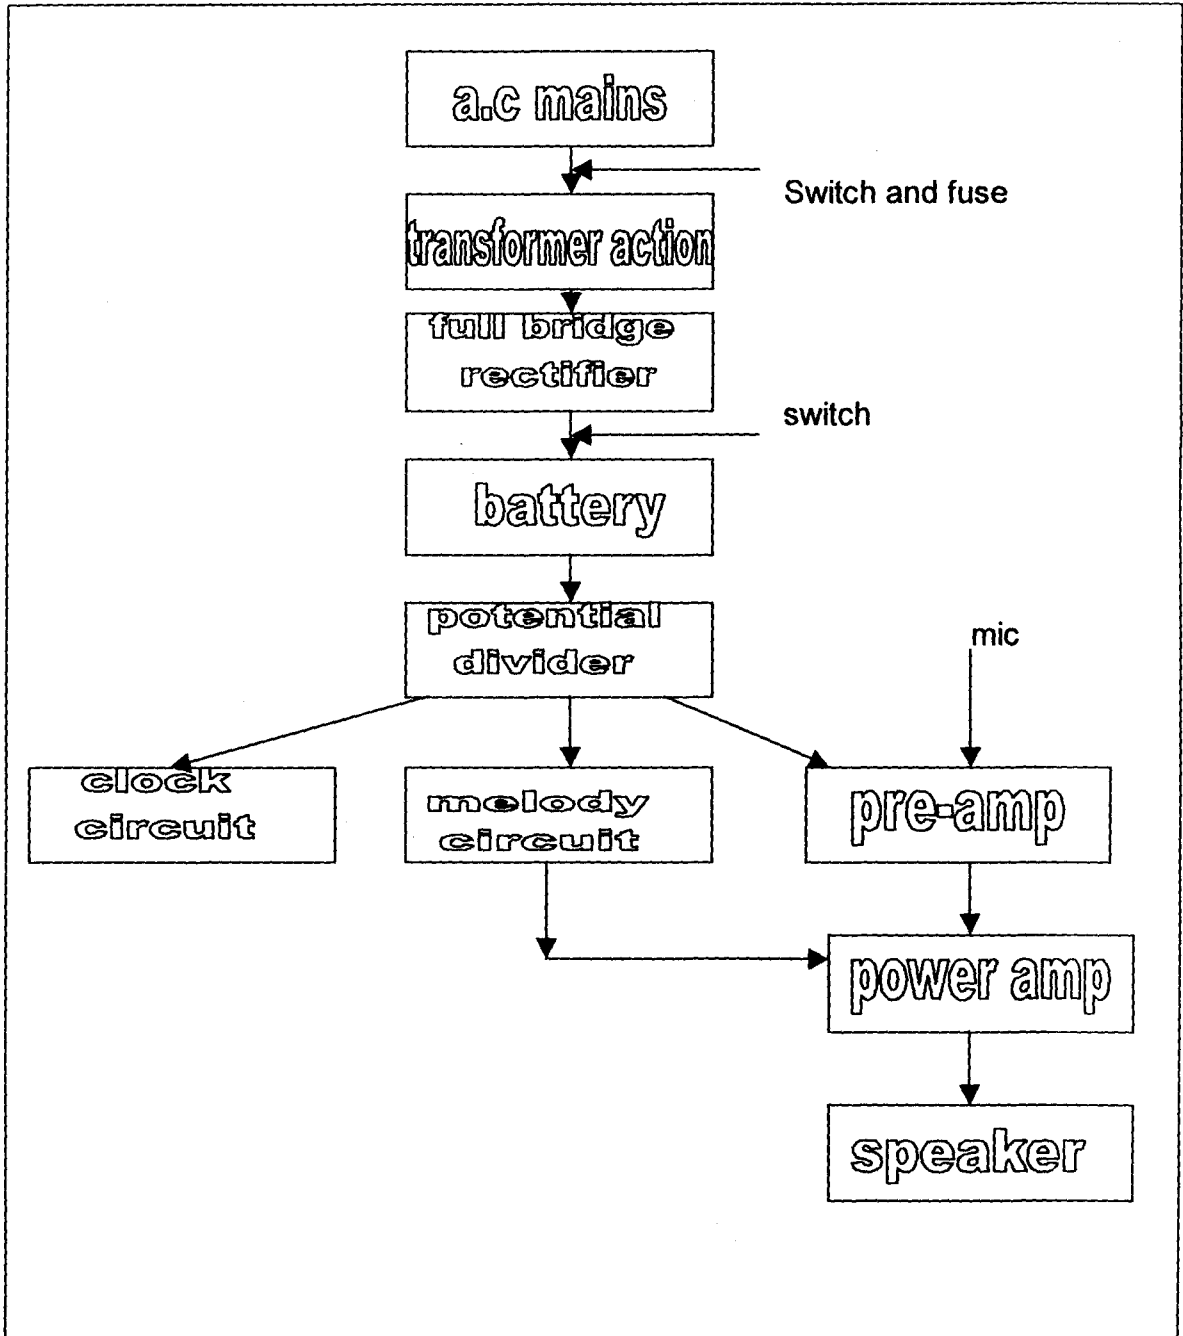 a.c mains
Switch and fuse
transformer action
full bridge
rectifier
switch
battery
potential
divider
mic
clock
circuit
melody
circuit
pre-amp
power amp
speaker